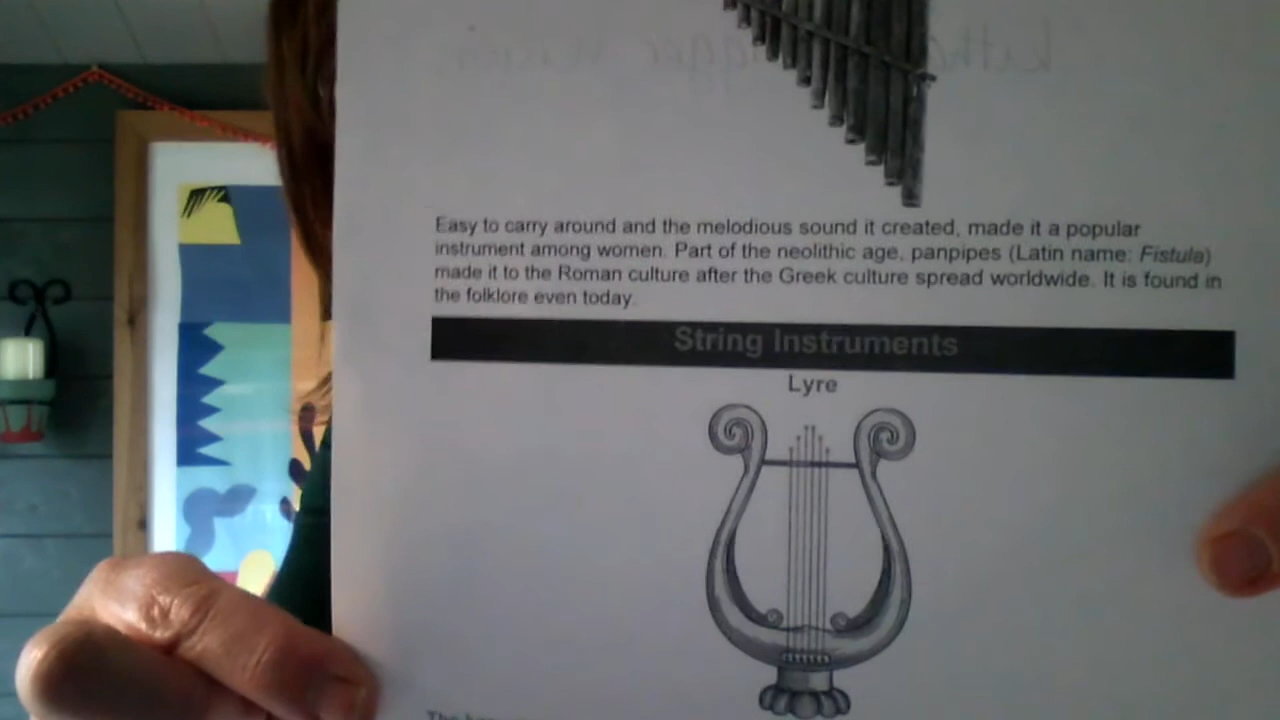 Easy to carry around and the melodious sound it created, made it a popular
instrument among women. Part of the neolithic age, panpipes (Latin name: Fistula)
made it to the Roman culture after the Greek culture spread worldwide. It is found in
the folklore even today.
String Instruments
Lyre